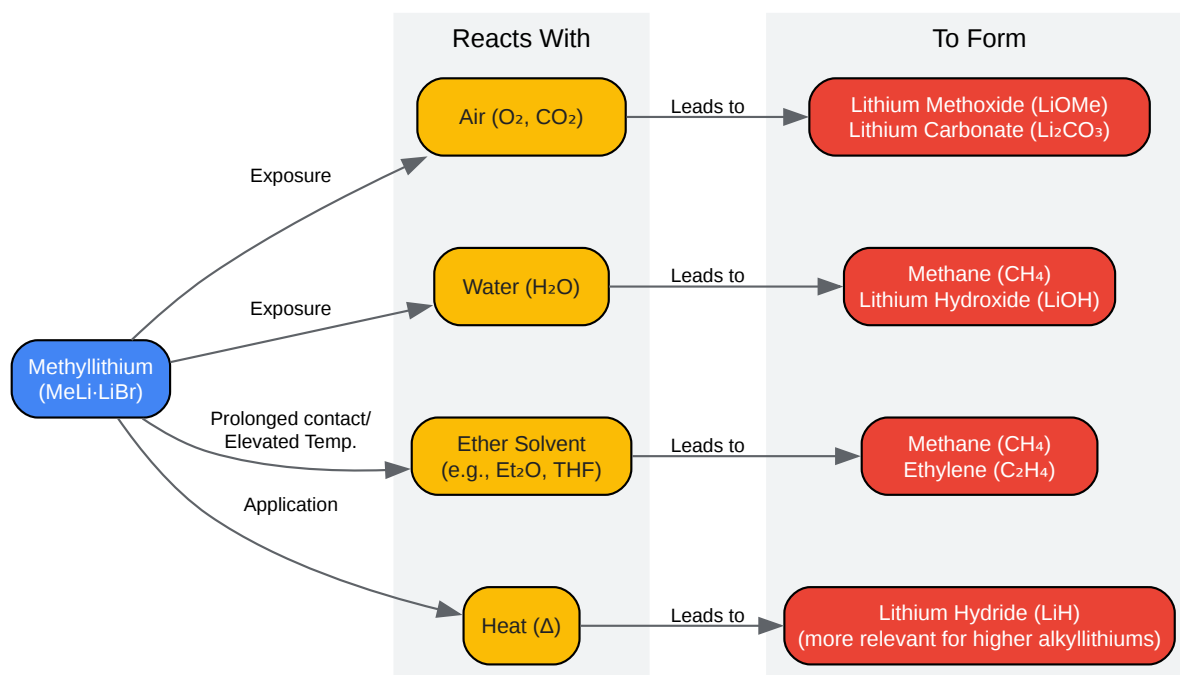 Reacts With
To Form
Air (O₂, CO₂)
Leads to
Lithium Methoxide (LiOMe)
Lithium Carbonate (Li₂CO₃)
Exposure
Water (H₂O)
Leads to
Methane (CH₄)
Lithium Hydroxide (LiOH)
Exposure
Methyllithium
(MeLi·LiBr)
Prolonged contact/
Elevated Temp.
Ether Solvent
(e.g., Et₂O, THF)
Leads to
Methane (CH₄)
Ethylene (C₂H₄)
Application
Heat (Δ)
Leads to
Lithium Hydride (LiH)
(more relevant for higher alkyllithiums)